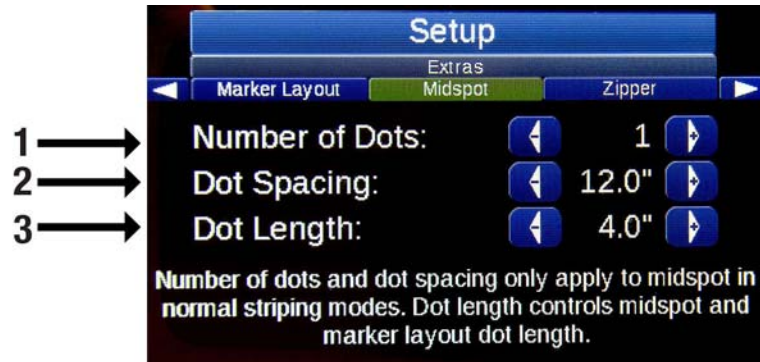 Setup
Extras
Marker Layout Midspot Zipper
1 Number of Dots: - 1 +
2 Dot Spacing: - 12.0" +
3 Dot Length: - 4.0" +
Number of dots and dot spacing only apply to midspot in
normal striping modes. Dot length controls midspot and
marker layout dot length.